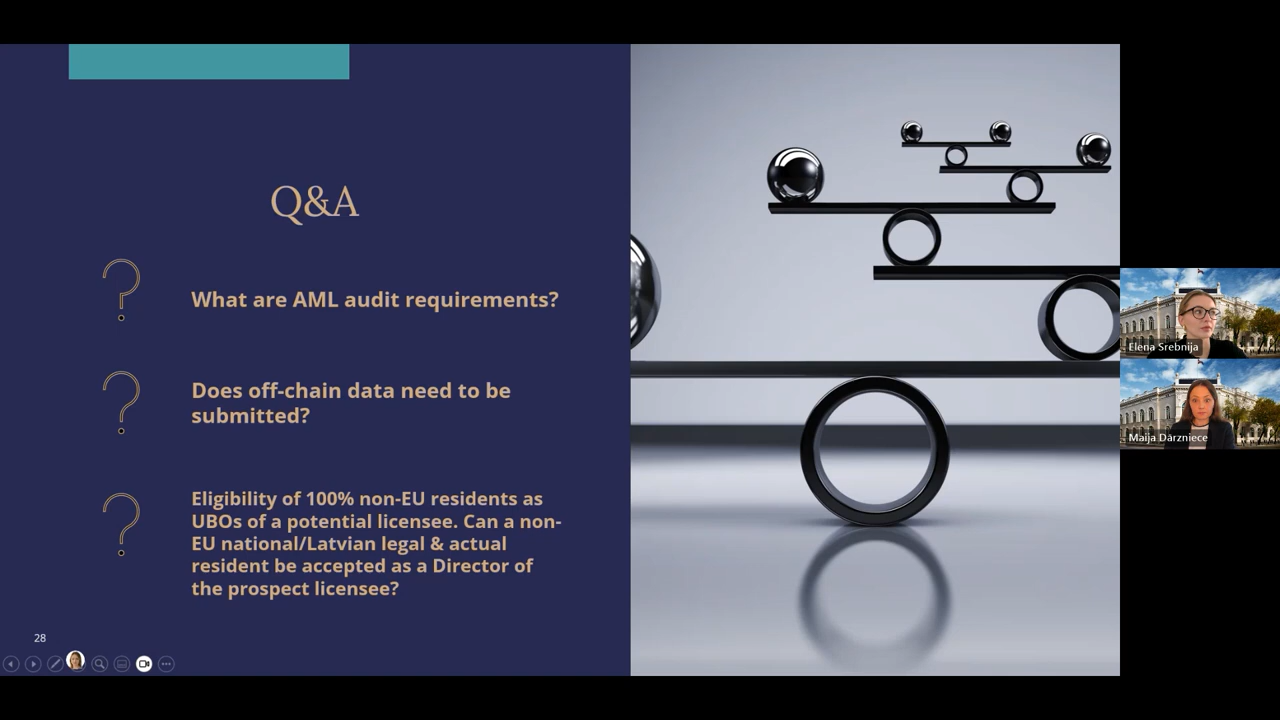 Q&A
What are AML audit requirements?
Does off-chain data need to be
submitted?
Eligibility of 100% non-EU residents as
UBOs of a potential licensee. Can a non-
EU national/Latvian legal & actual
resident be accepted as a Director of
the prospect licensee?
28
Elena Srebnija
Maija Dārzniece